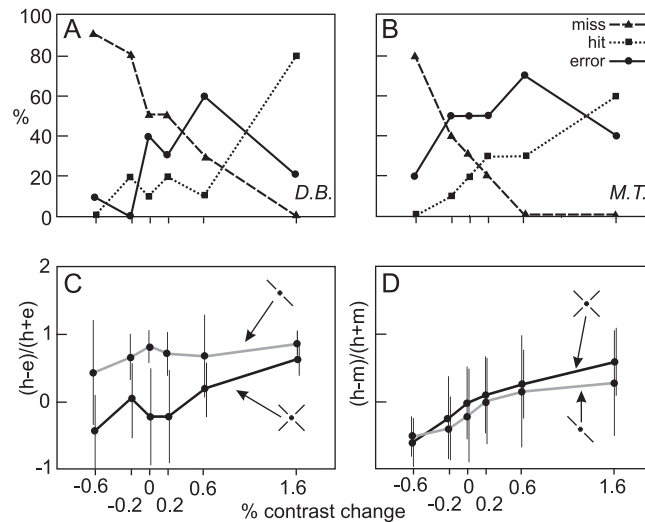 A
B
100
80
60
40
20
0
%
D.B.
M.T.
miss
hit
error
C
D
2
1
0
-1
(h-e)/(h+e)
(h-m)/(h+m)
-0.6 -0.2 0 0.2 0.6 1.6
-0.6 -0.2 0 0.2 0.6 1.6
% contrast change